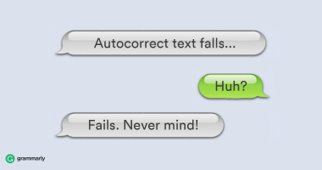 Autocorrect text falls...
Huh?
Fails. Never mind!
grammarly